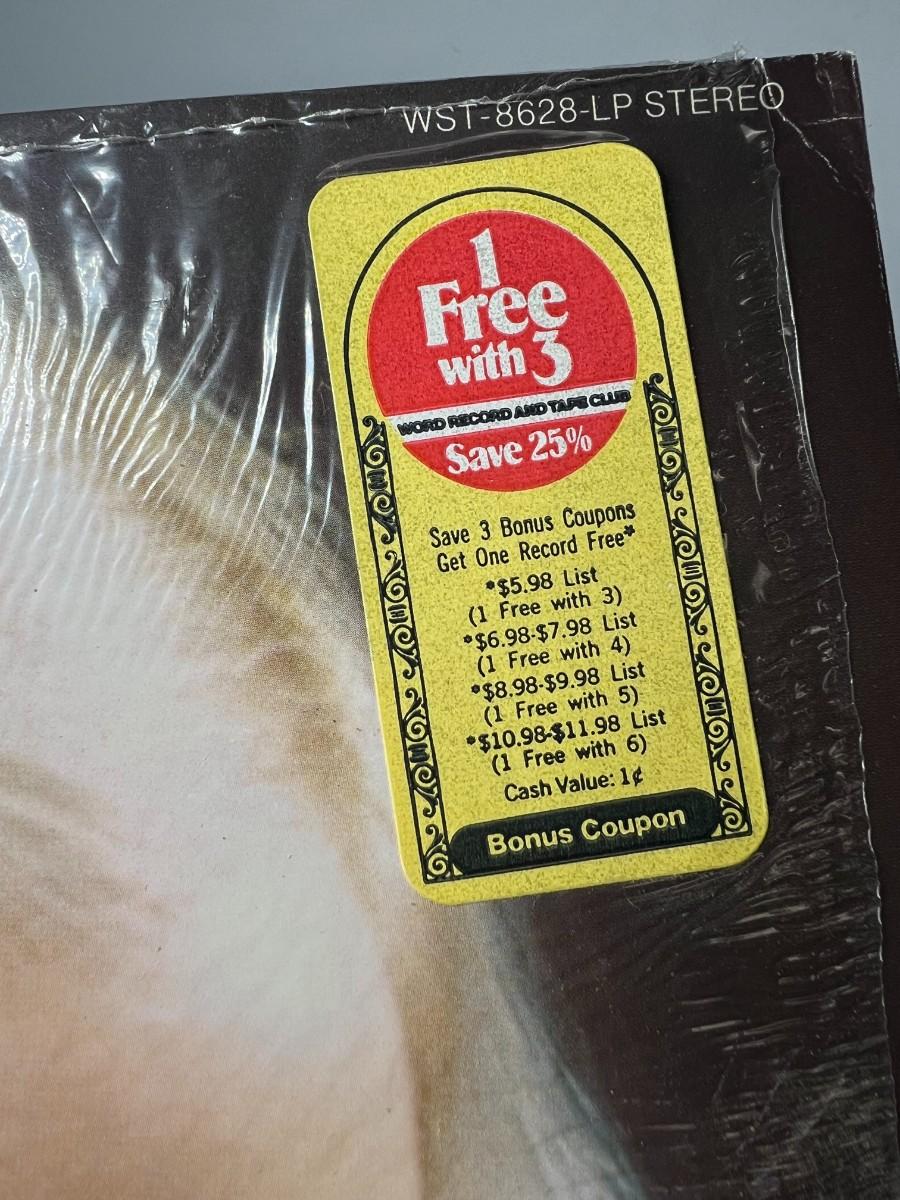 WST-8628-LP STEREO
1
Free
with 3
WORD RECORD AND TAPE CLUB
Save 25%
Save 3 Bonus Coupons
Get One Record Free*
*$5.98 List
(1 Free with 3)
*$6.98-$7.98 List
(1 Free with 4)
*$8.98-$9.98 List
(1 Free with 5)
*$10.98-$11.98 List
(1 Free with 6)
Cash Value: 1¢
Bonus Coupon